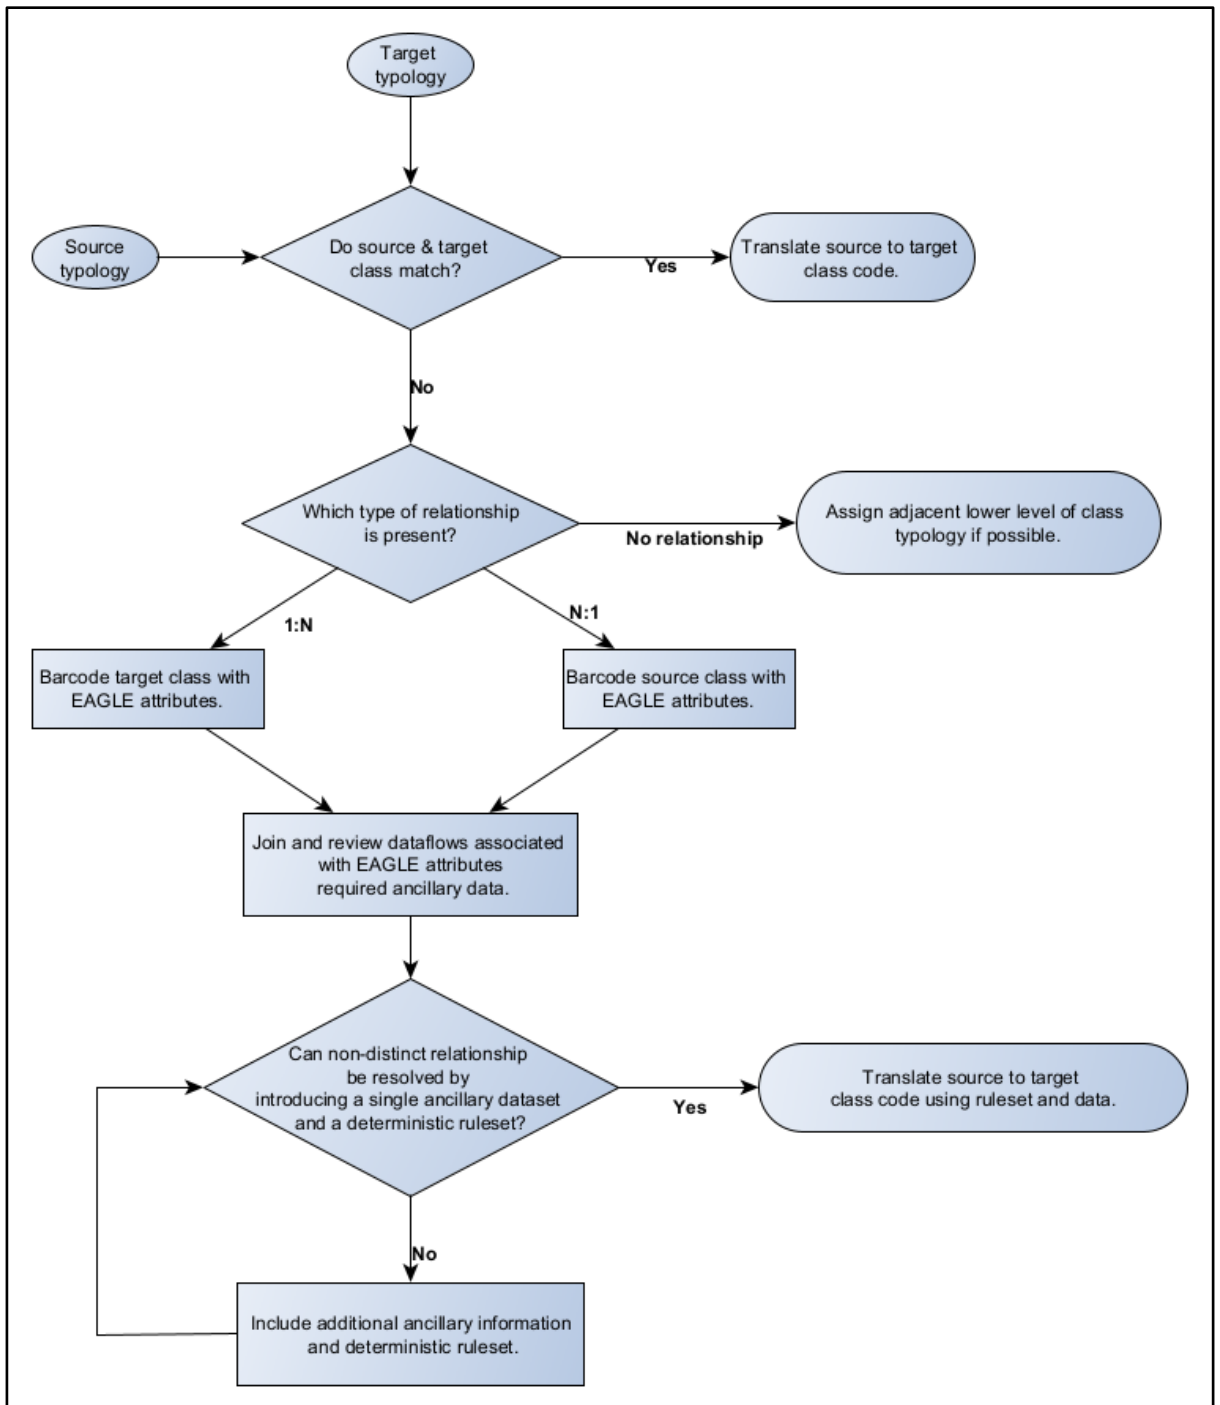 Target
typology
Source
typology
Do source & target
class match?
Yes
Translate source to target
class code.
No
Which type of relationship
is present?
No relationship
Assign adjacent lower level of class
typology if possible.
1:N
N:1
Barcode target class with
EAGLE attributes.
Barcode source class with
EAGLE attributes.
Join and review dataflows associated
with EAGLE attributes
required ancillary data.
Can non-distinct relationship
be resolved by
introducing a single ancillary dataset
and a deterministic ruleset?
Yes
Translate source to target
class code using ruleset and data.
No
Include additional ancillary information
and deterministic ruleset.